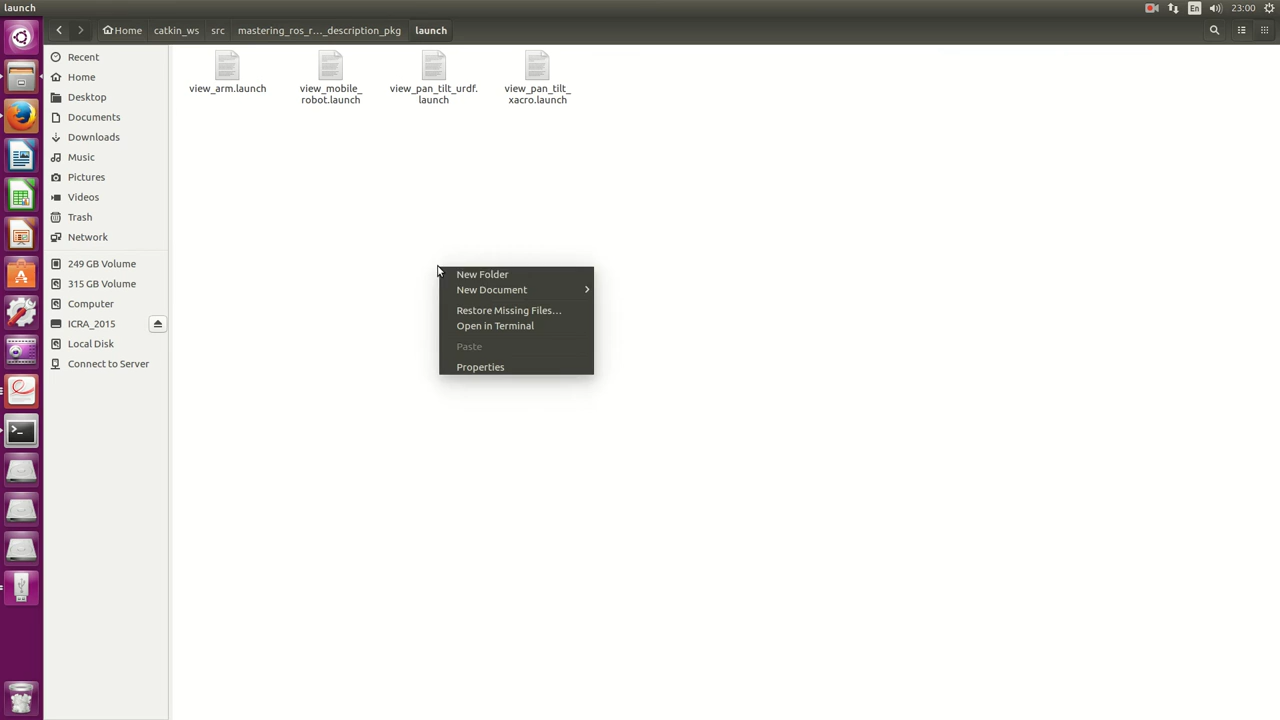 launch
En
23:00
Home
catkin_ws
src
mastering_ros_r…_description_pkg
launch
Recent
Home
Desktop
Documents
Downloads
Music
Pictures
Videos
Trash
Network
249 GB Volume
315 GB Volume
Computer
ICRA_2015
Local Disk
Connect to Server
view_arm.launch
view_mobile_
robot.launch
view_pan_tilt_urdf.
launch
view_pan_tilt_
xacro.launch
New Folder
New Document
Restore Missing Files…
Open in Terminal
Paste
Properties